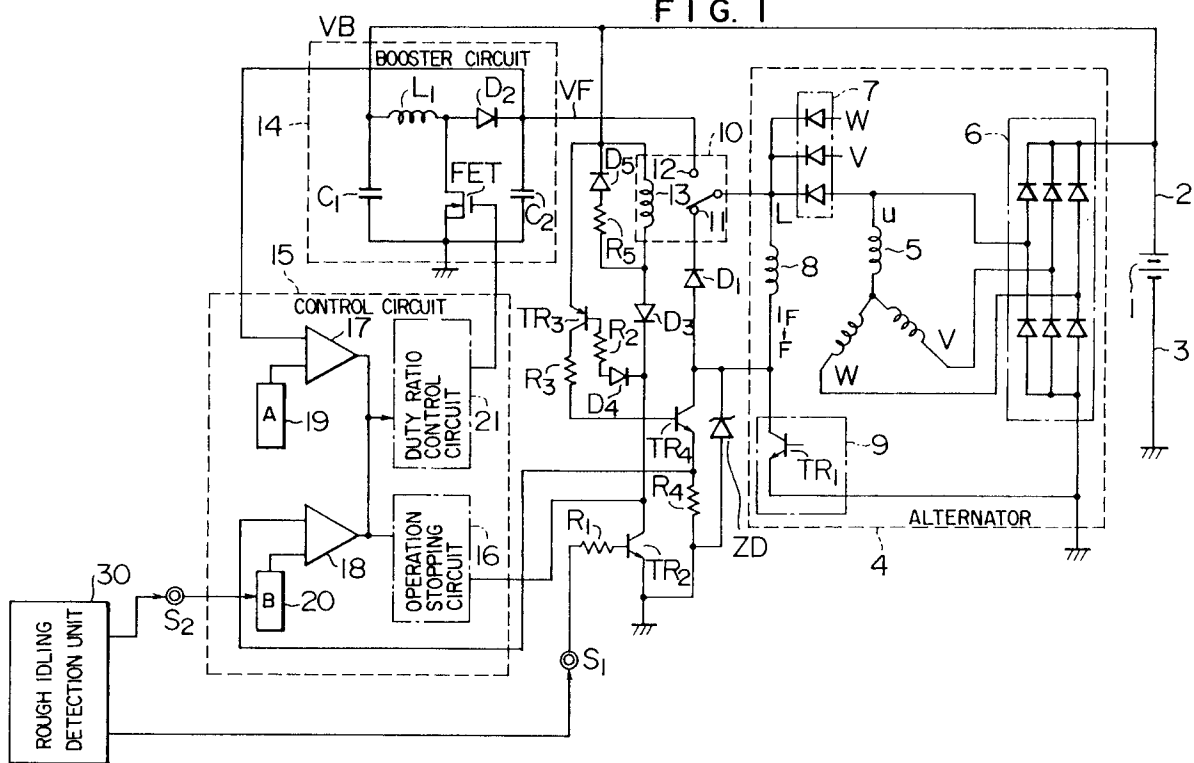 FIG. 1
VB
BOOSTER CIRCUIT
L1
D2
VF
14
FET
C1
C2
10
12
13
11
D5
R5
7
W
V
6
L
u
5
8
IF
F
V
W
2
1
3
D1
15
CONTROL CIRCUIT
17
TR3
R2
D3
R3
D4
A
19
DUTY RATIO
CONTROL
CIRCUIT
21
TR4
9
TR1
R4
ZD
ALTERNATOR
4
18
B
20
OPERATION
STOPPING
CIRCUIT
16
R1
TR2
30
ROUGH IDLING
DETECTION UNIT
S2
S1